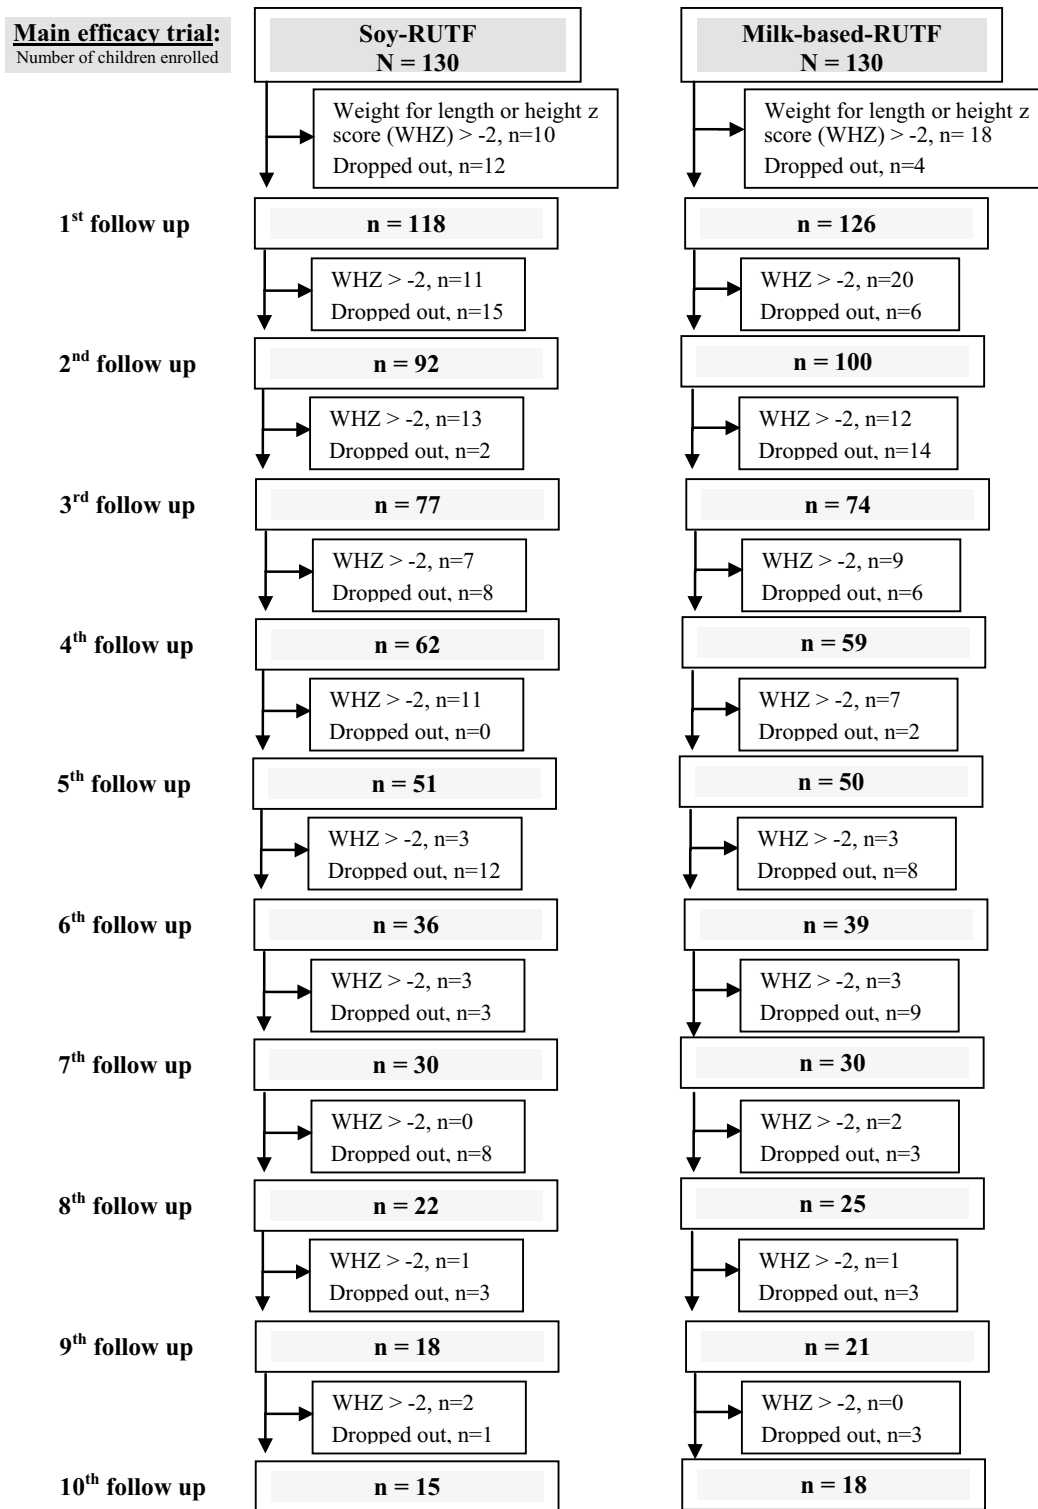 Main efficacy trial:
Number of children enrolled
Soy-RUTF
N = 130
Milk-based-RUTF
N = 130
Weight for length or height z
score (WHZ) > -2, n=10
Dropped out, n=12
Weight for length or height z
score (WHZ) > -2, n= 18
Dropped out, n=4
1st follow up
n = 118
n = 126
WHZ > -2, n=11
Dropped out, n=15
WHZ > -2, n=20
Dropped out, n=6
2nd follow up
n = 92
n = 100
WHZ > -2, n=13
Dropped out, n=2
WHZ > -2, n=12
Dropped out, n=14
3rd follow up
n = 77
n = 74
WHZ > -2, n=7
Dropped out, n=8
WHZ > -2, n=9
Dropped out, n=6
4th follow up
n = 62
n = 59
WHZ > -2, n=11
Dropped out, n=0
WHZ > -2, n=7
Dropped out, n=2
5th follow up
n = 51
n = 50
WHZ > -2, n=3
Dropped out, n=12
WHZ > -2, n=3
Dropped out, n=8
6th follow up
n = 36
n = 39
WHZ > -2, n=3
Dropped out, n=3
WHZ > -2, n=3
Dropped out, n=9
7th follow up
n = 30
n = 30
WHZ > -2, n=0
Dropped out, n=8
WHZ > -2, n=2
Dropped out, n=3
8th follow up
n = 22
n = 25
WHZ > -2, n=1
Dropped out, n=3
WHZ > -2, n=1
Dropped out, n=3
9th follow up
n = 18
n = 21
WHZ > -2, n=2
Dropped out, n=1
WHZ > -2, n=0
Dropped out, n=3
10th follow up
n = 15
n = 18